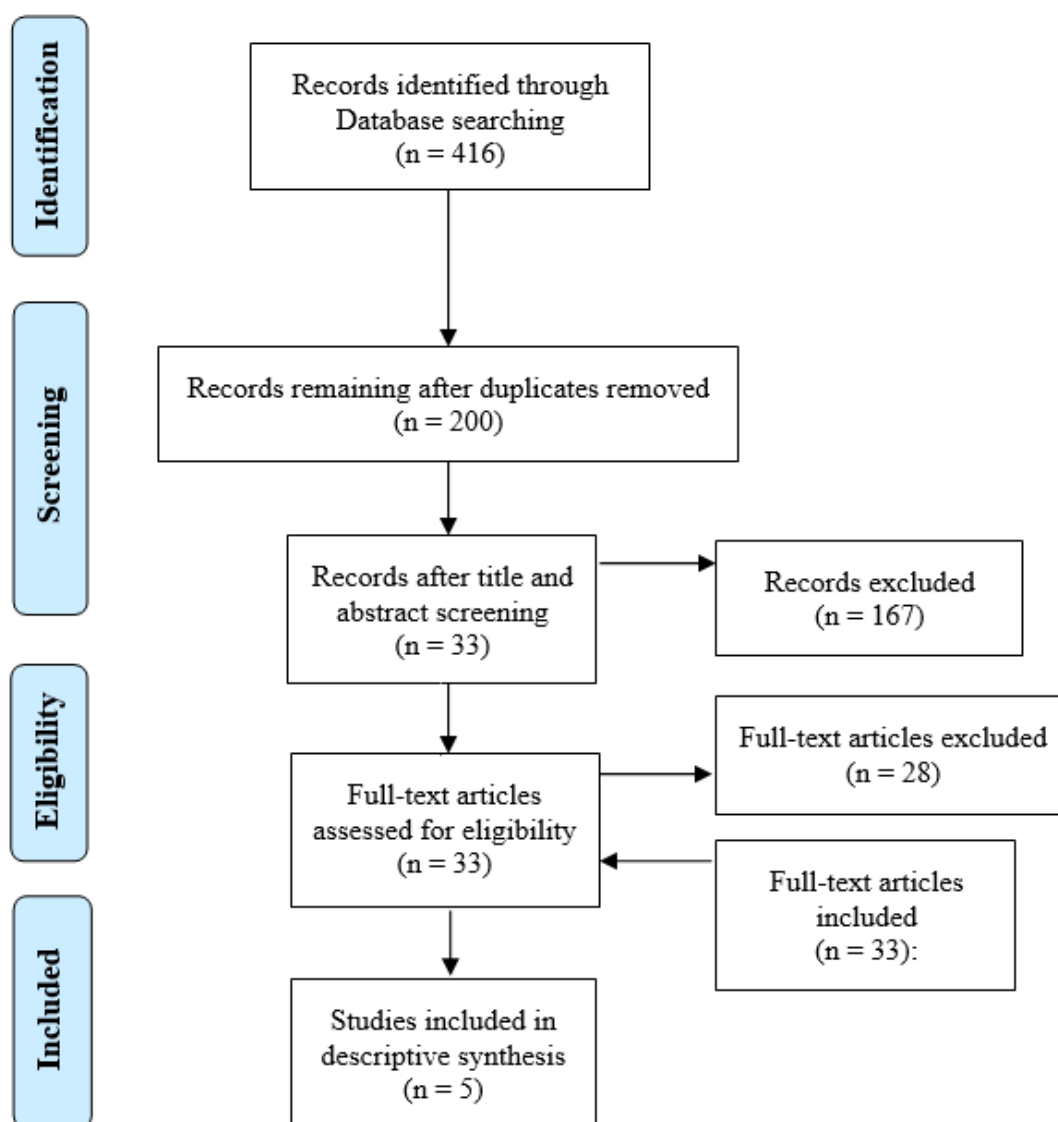 Identification
Records identified through
Database searching
(n = 416)
Screening
Records remaining after duplicates removed
(n = 200)
Records after title and
abstract screening
(n = 33)
Records excluded
(n = 167)
Eligibility
Full-text articles excluded
(n = 28)
Full-text articles
assessed for eligibility
(n = 33)
Full-text articles
included
(n = 33):
Included
Studies included in
descriptive synthesis
(n = 5)